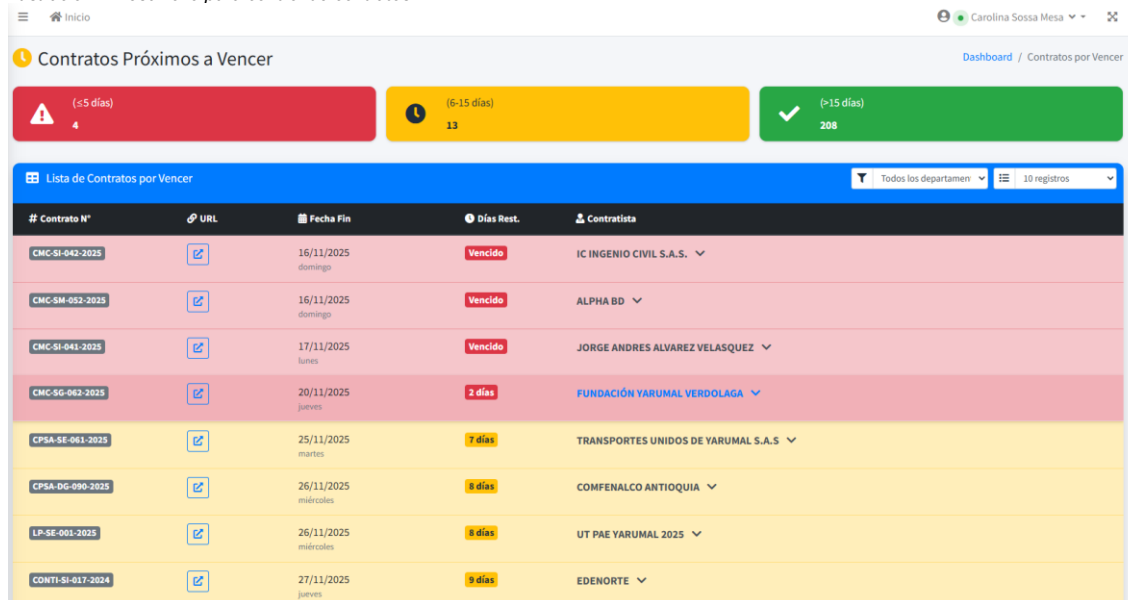 Inicio
Carolina Sossa Mesa
Contratos Próximos a Vencer
Dashboard / Contratos por Vencer
(≤5 días)
4
(6-15 días)
13
(>15 días)
208
Lista de Contratos por Vencer
Todos los departamen
10 registros
# Contrato N° URL Fecha Fin Días Rest. Contratista
CMC-SI-042-2025 16/11/2025 Vencido IC INGENIO CIVIL S.A.S.
domingo
CMC-SM-052-2025 16/11/2025 Vencido ALPHA BD
domingo
CMC-SI-041-2025 17/11/2025 Vencido JORGE ANDRES ALVAREZ VELASQUEZ
lunes
CMC-SG-062-2025 20/11/2025 2 días FUNDACIÓN YARUMAL VERDOLAGA
jueves
CPSA-SE-061-2025 25/11/2025 7 días TRANSPORTES UNIDOS DE YARUMAL S.A.S
martes
CPSA-DG-090-2025 26/11/2025 8 días COMFENALCO ANTIOQUIA
miércoles
LP-SE-001-2025 26/11/2025 8 días UT PAE YARUMAL 2025
miércoles
CONTI-SI-017-2024 27/11/2025 9 días EDENORTE
jueves